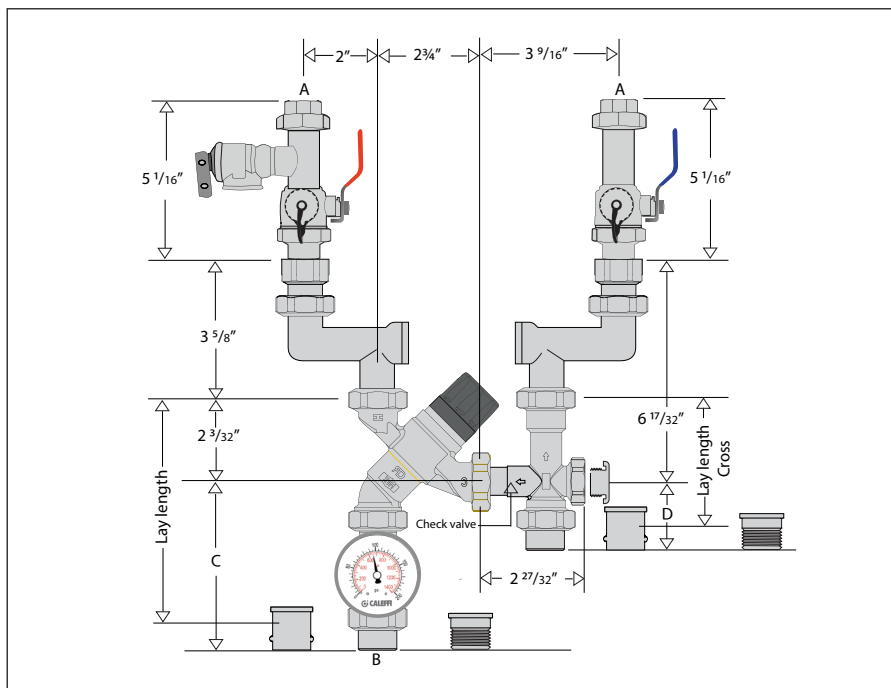 2” 2¾” 3 9/16”
A A
5 1/16” 5 1/16”
3 5/8”
2 3/32”
6 17/32”
Lay length
Lay length
Cross
H
C
C
D
Check valve
2 27/32”
CALEFFI
B